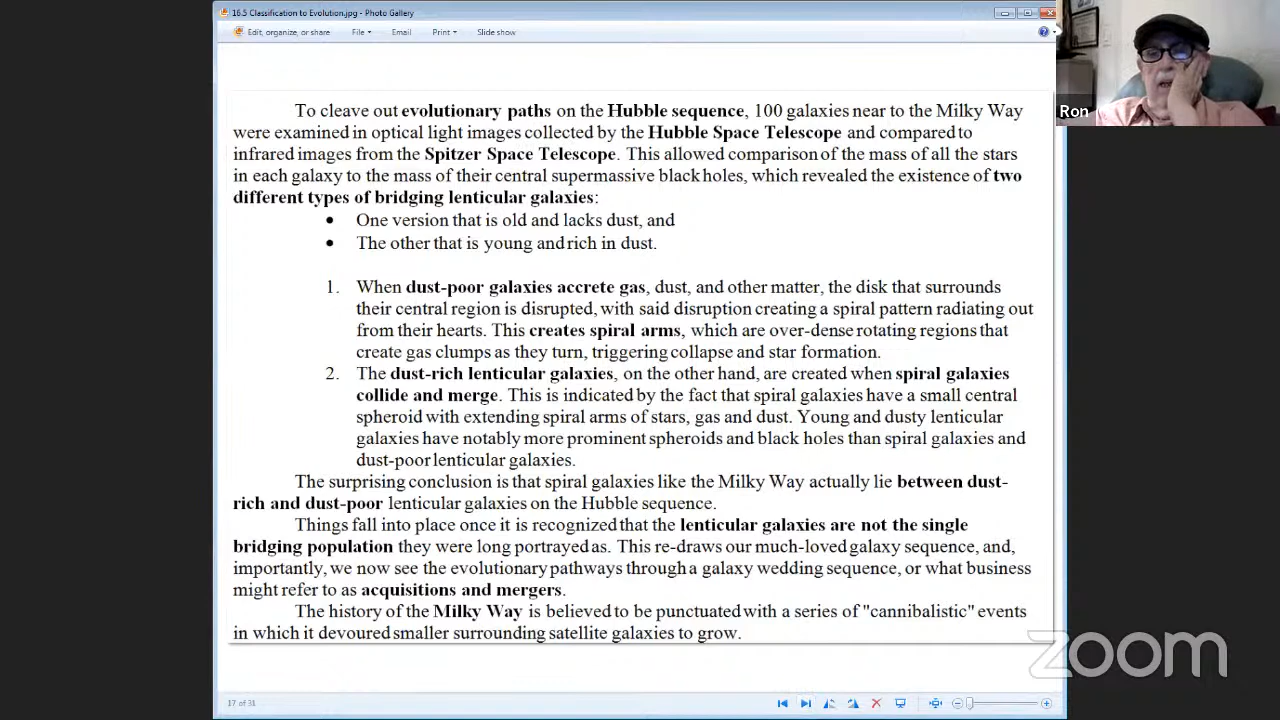 16.5 Classification to Evolution.jpg - Photo Gallery
Edit, organize, or share File Email Print Slide show
Ron
To cleave out evolutionary paths on the Hubble sequence, 100 galaxies near to the Milky Way
were examined in optical light images collected by the Hubble Space Telescope and compared to
infrared images from the Spitzer Space Telescope. This allowed comparison of the mass of all the stars
in each galaxy to the mass of their central supermassive black holes, which revealed the existence of two
different types of bridging lenticular galaxies:
• One version that is old and lacks dust, and
• The other that is young and rich in dust.
1. When dust-poor galaxies accrete gas, dust, and other matter, the disk that surrounds
their central region is disrupted, with said disruption creating a spiral pattern radiating out
from their hearts. This creates spiral arms, which are over-dense rotating regions that
create gas clumps as they turn, triggering collapse and star formation.
2. The dust-rich lenticular galaxies, on the other hand, are created when spiral galaxies
collide and merge. This is indicated by the fact that spiral galaxies have a small central
spheroid with extending spiral arms of stars, gas and dust. Young and dusty lenticular
galaxies have notably more prominent spheroids and black holes than spiral galaxies and
dust-poor lenticular galaxies.
The surprising conclusion is that spiral galaxies like the Milky Way actually lie between dust-
rich and dust-poor lenticular galaxies on the Hubble sequence.
Things fall into place once it is recognized that the lenticular galaxies are not the single
bridging population they were long portrayed as. This re-draws our much-loved galaxy sequence, and,
importantly, we now see the evolutionary pathways through a galaxy wedding sequence, or what business
might refer to as acquisitions and mergers.
The history of the Milky Way is believed to be punctuated with a series of "cannibalistic" events
in which it devoured smaller surrounding satellite galaxies to grow.
zoom
17 of 31